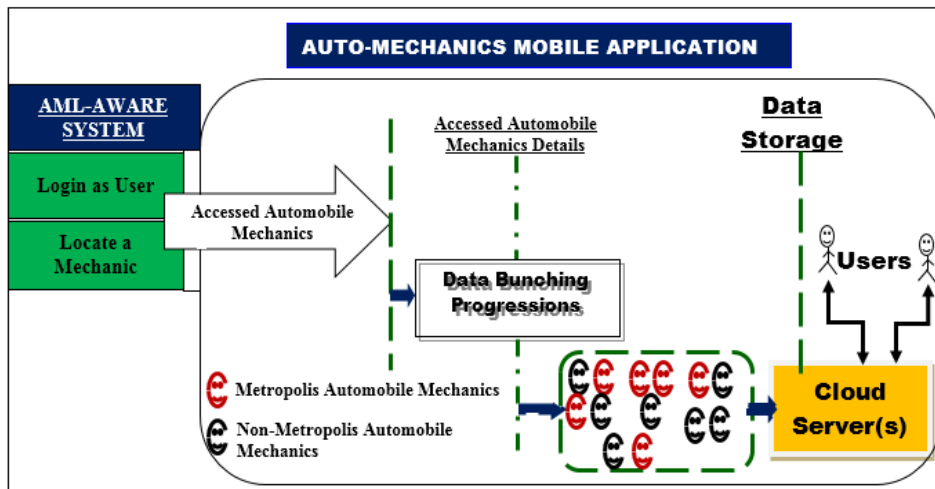 AUTO-MECHANICS MOBILE APPLICATION
AML-AWARE
SYSTEM
Login as User
Locate a
Mechanic
Accessed Automobile
Mechanics
Accessed Automobile
Mechanics Details
Data
Storage
Data Bunching
Progressions
Users
Metropolis Automobile Mechanics
Non-Metropolis Automobile
Mechanics
Cloud
Server(s)